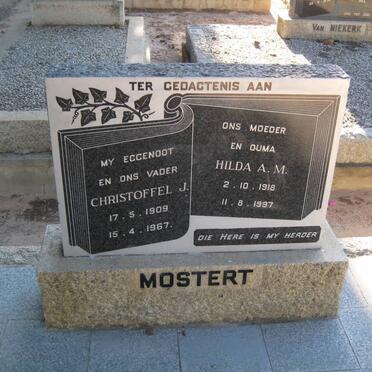 VAN NIEKERK
TER GEDAGTENIS AAN
MY EGGENOOT
EN ONS VADER
CHRISTOFFEL J.
17.5.1909
15.4.1967.
ONS MOEDER
EN OUMA
HILDA A.M.
2.10.1918
11.8.1997
DIE HERE IS MY HERDER
MOSTERT